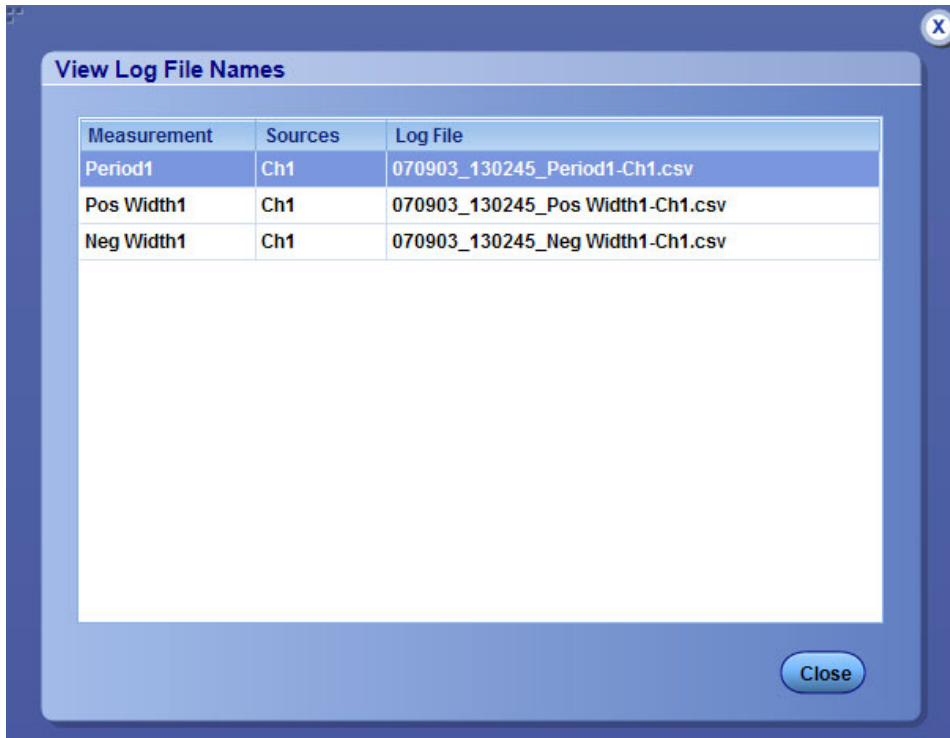 X
View Log File Names
Measurement Sources Log File
Period1 Ch1 070903_130245_Period1-Ch1.csv
Pos Width1 Ch1 070903_130245_Pos Width1-Ch1.csv
Neg Width1 Ch1 070903_130245_Neg Width1-Ch1.csv
Close